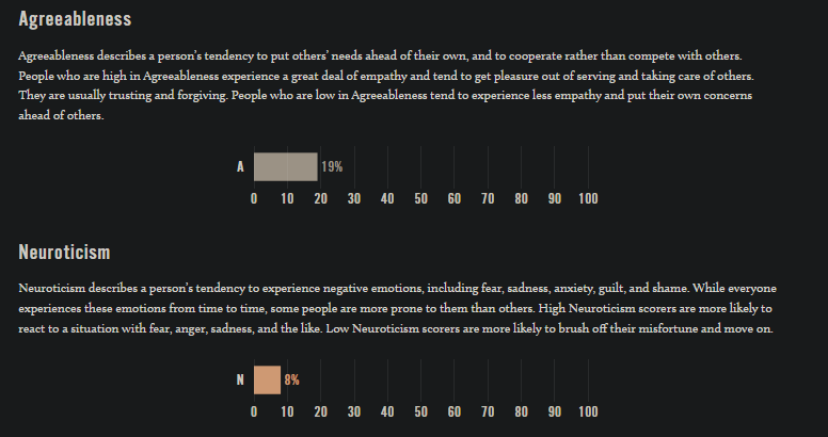 Agreeableness
Agreeableness describes a person's tendency to put others' needs ahead of their own, and to cooperate rather than compete with others.
People who are high in Agreeableness experience a great deal of empathy and tend to get pleasure out of serving and taking care of others.
They are usually trusting and forgiving. People who are low in Agreeableness tend to experience less empathy and put their own concerns
ahead of others.
A 19%
0 10 20 30 40 50 60 70 80 90 100
Neuroticism
Neuroticism describes a person's tendency to experience negative emotions, including fear, sadness, anxiety, guilt, and shame. While everyone
experiences these emotions from time to time, some people are more prone to them than others. High Neuroticism scorers are more likely to
react to a situation with fear, anger, sadness, and the like. Low Neuroticism scorers are more likely to brush off their misfortune and move on.
N 8%
0 10 20 30 40 50 60 70 80 90 100